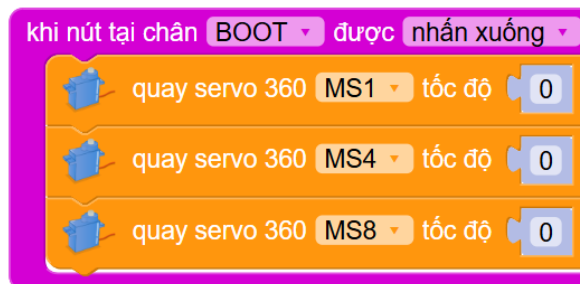 khi nút tại chân BOOT được nhấn xuống
quay servo 360 MS1 tốc độ 0
quay servo 360 MS4 tốc độ 0
quay servo 360 MS8 tốc độ 0